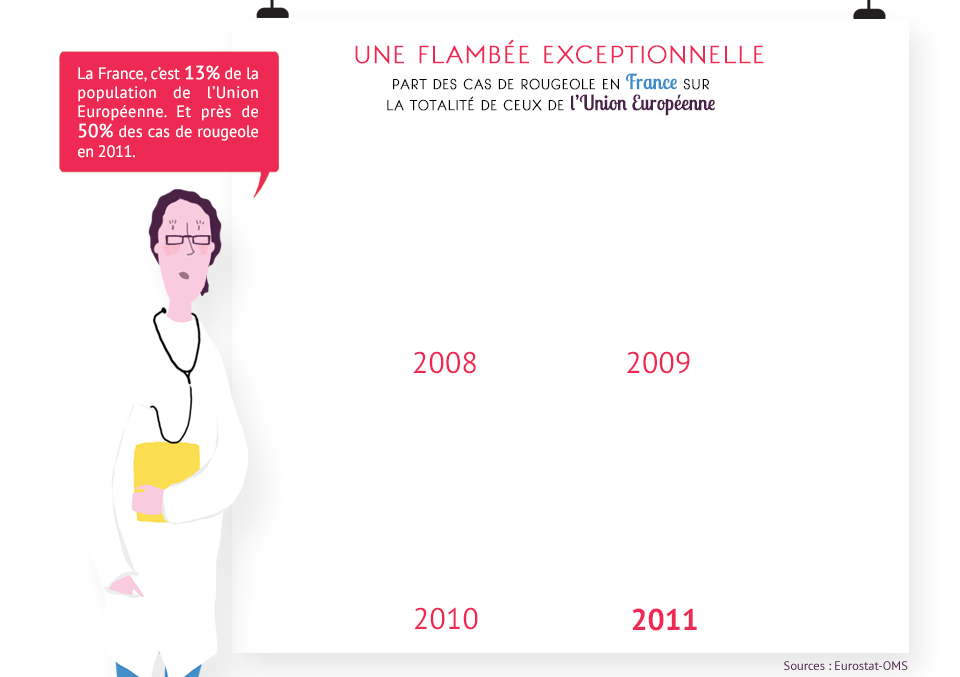 UNE FLAMBÉE EXCEPTIONNELLE
PART DES CAS DE ROUGEOLE EN France SUR
LA TOTALITÉ DE CEUX DE l'Union Européenne
La France, c'est 13% de la
population de l'Union
Européenne. Et près de
50% des cas de rougeole
en 2011.
2008 2009
2010 2011
Sources : Eurostat-OMS